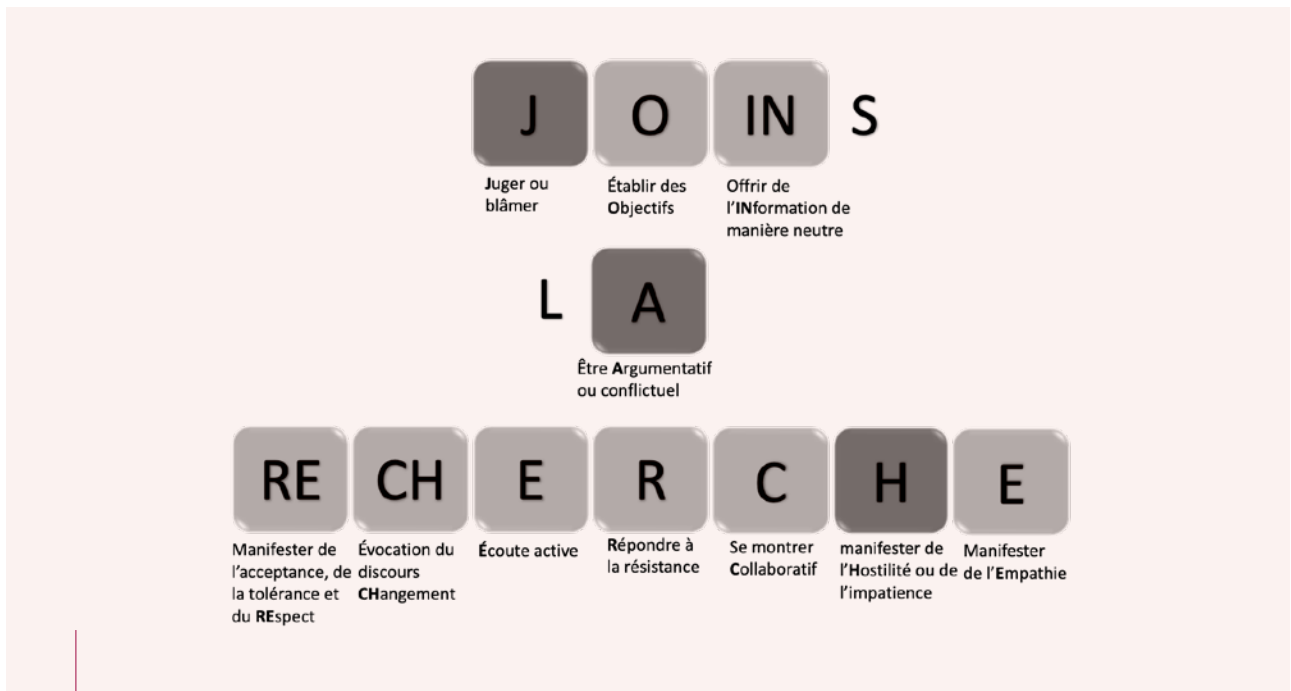 J O IN S
Juger ou
blâmer
Établir des
Objectifs
Offrir de
l'INformation de
manière neutre
L A
Être Argumentatif
ou conflictuel
RE CH E R C H E
Manifester de
l'acceptance, de
la tolérance et
du REspect
Évocation du
discours
CHangement
Écoute active
Répondre à
la résistance
Se montrer
Collaboratif
manifester de
l'Hostilité ou de
l'impatience
Manifester
de l'Empathie